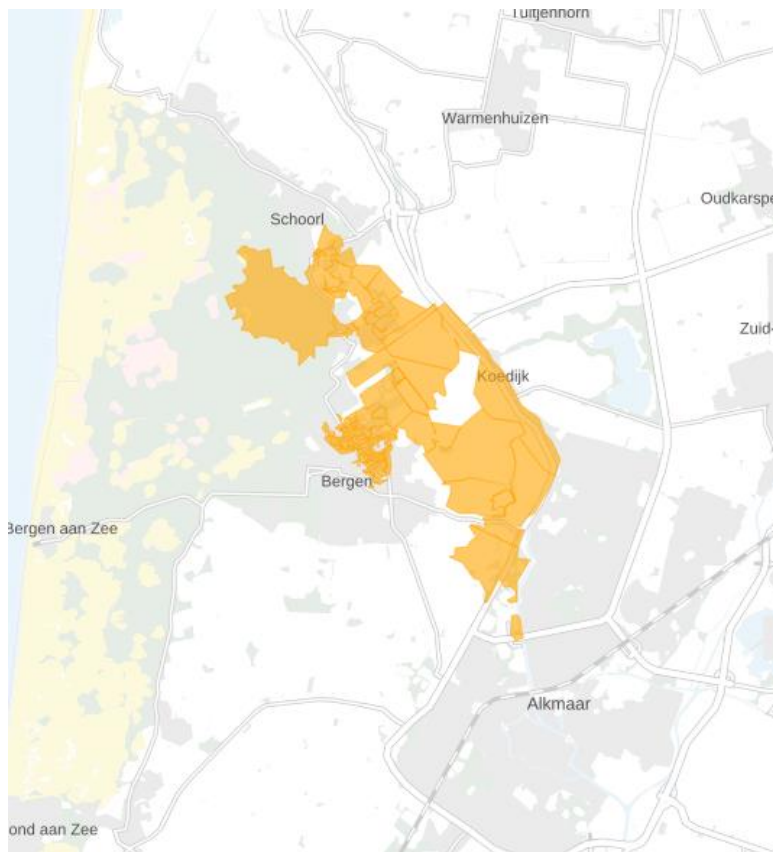 Tuitjenhorn
Warmenhuizen
Oudkarspe
Schoorl
Zuid-
Koedijk
Bergen
Bergen aan Zee
Alkmaar
ond aan Zee